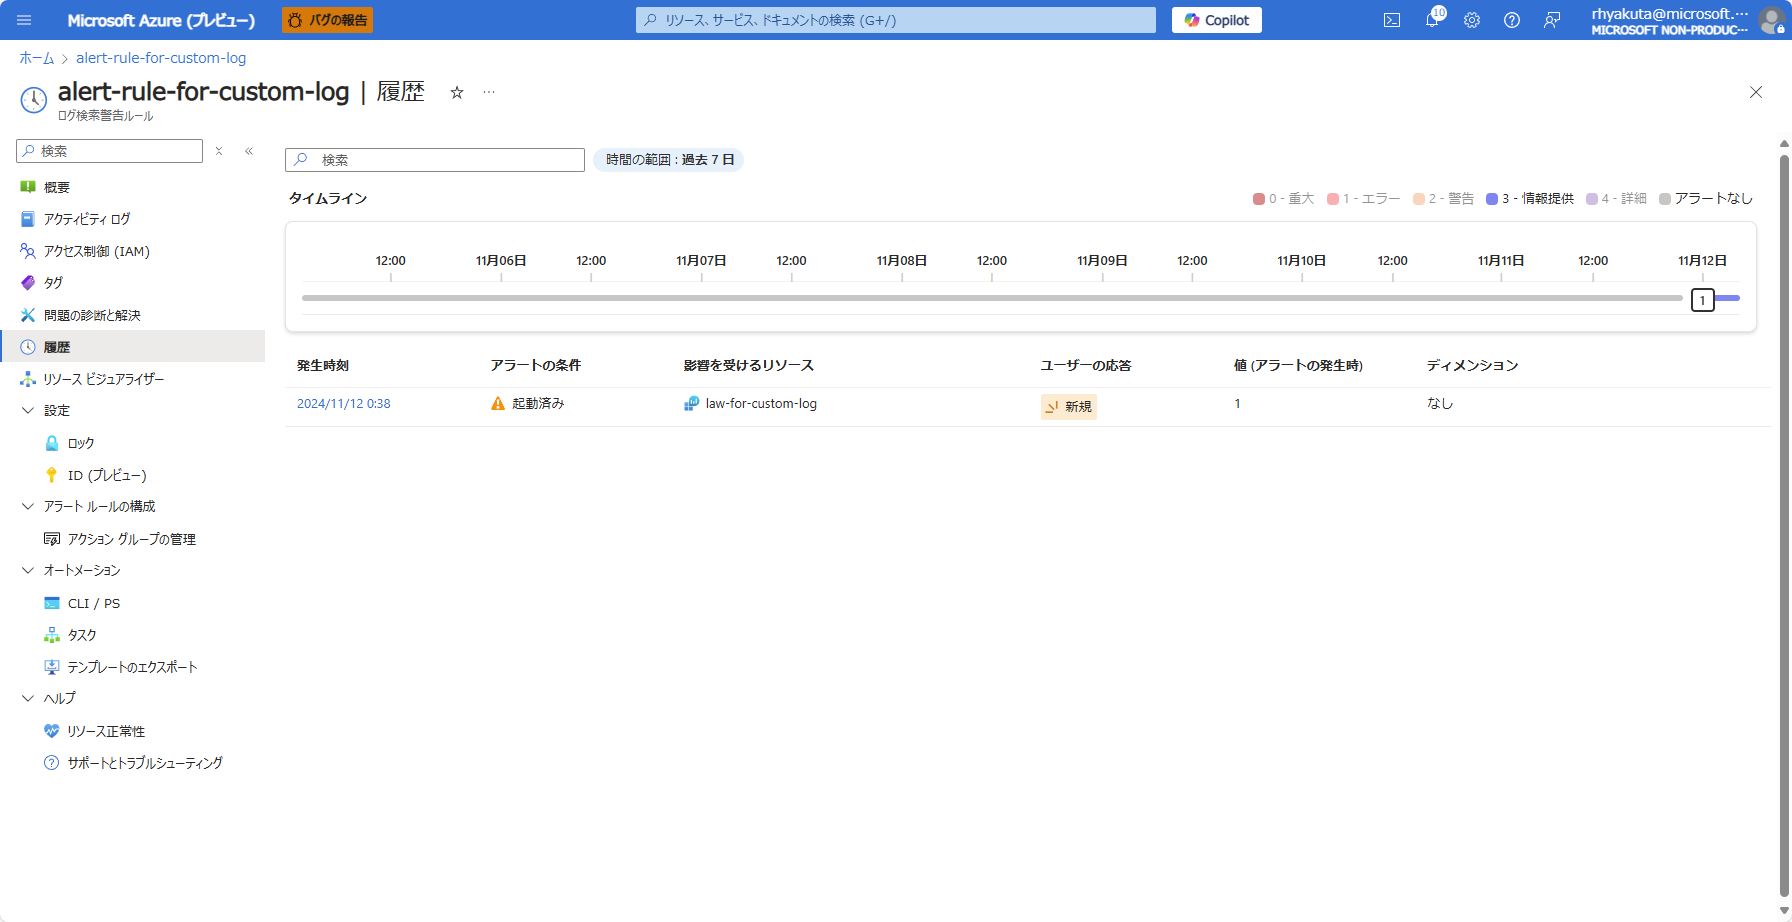 Microsoft Azure (プレビュー)
バグの報告
リソース、サービス、ドキュメントの検索 (G+/)
Copilot
10
rhyakuta@microsoft.…
MICROSOFT NON-PRODUC…
ホーム > alert-rule-for-custom-log
alert-rule-for-custom-log | 履歴
ログ検索警告ルール
検索
概要
アクティビティ ログ
アクセス制御 (IAM)
タグ
問題の診断と解決
履歴
リソース ビジュアライザー
設定
ロック
ID (プレビュー)
アラート ルールの構成
アクション グループの管理
オートメーション
CLI / PS
タスク
テンプレートのエクスポート
ヘルプ
リソース正常性
サポートとトラブルシューティング
検索
時間の範囲 : 過去 7 日
タイムライン
0 - 重大 1 - エラー 2 - 警告 3 - 情報提供 4 - 詳細 アラートなし
12:00 11月06日 12:00 11月07日 12:00 11月08日 12:00 11月09日 12:00 11月10日 12:00 11月11日 12:00 11月12日
1
発生時刻 アラートの条件 影響を受けるリソース ユーザーの応答 値 (アラートの発生時) ディメンション
2024/11/12 0:38 起動済み law-for-custom-log 新規 1 なし